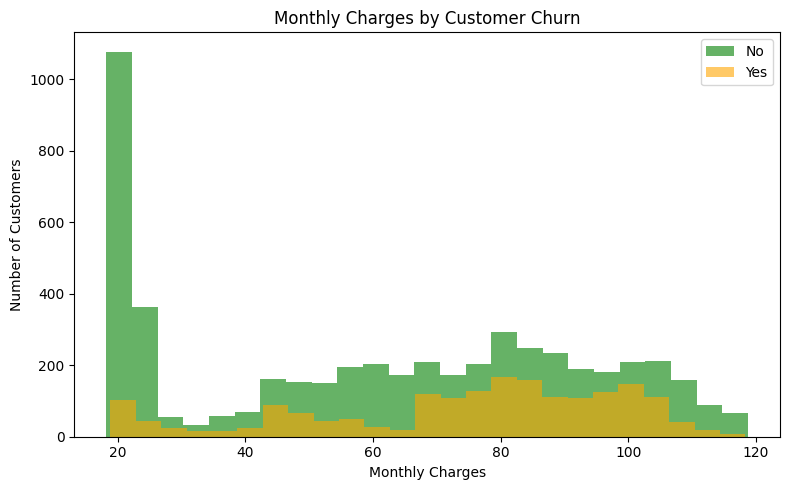 Monthly Charges by Customer Churn
No
Yes
Number of Customers
1000
800
600
400
200
0
20 40 60 80 100 120
Monthly Charges